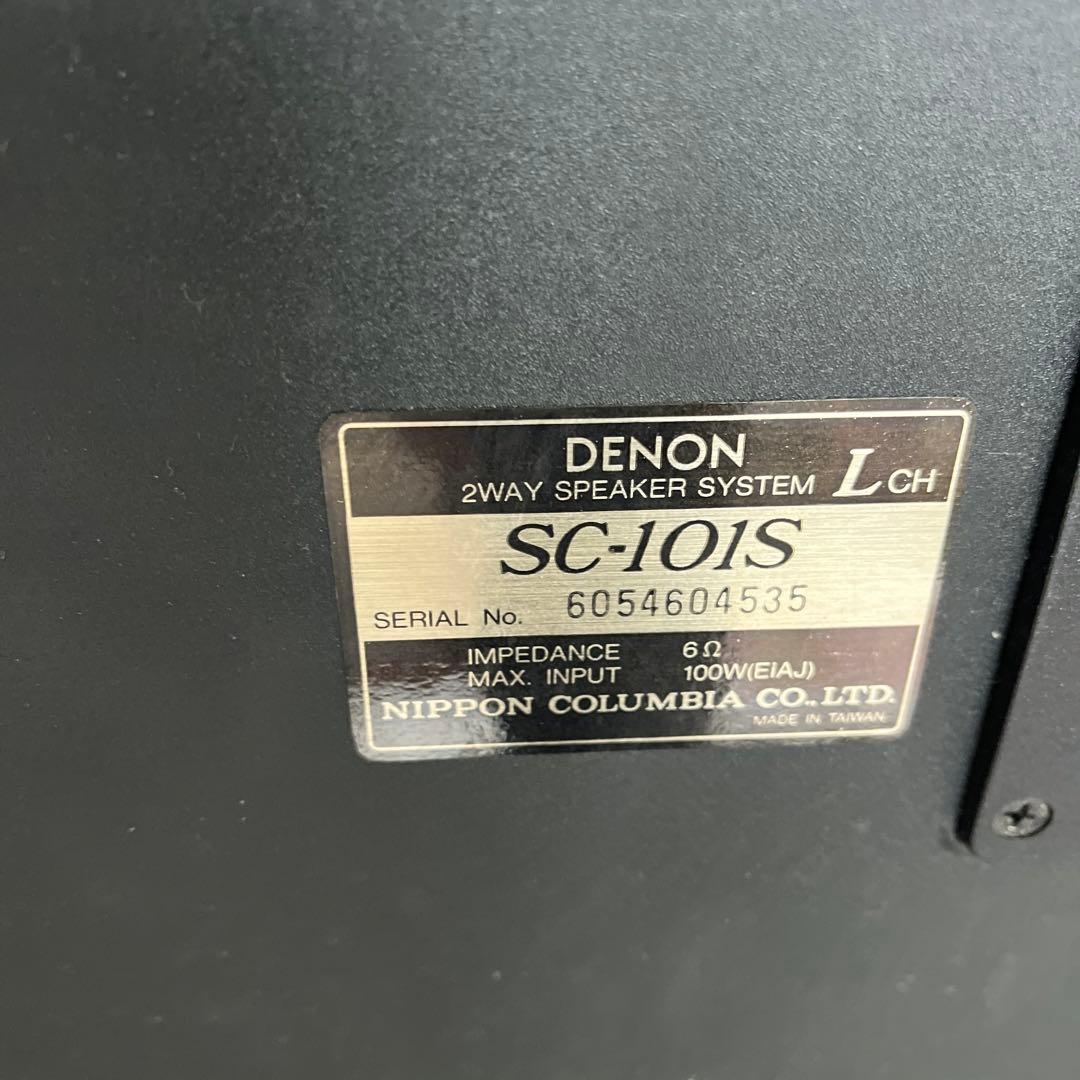 DENON
2WAY SPEAKER SYSTEM L CH
SC-101S
SERIAL No. 6054604535
IMPEDANCE 6Ω
MAX. INPUT 100W(EIAJ)
NIPPON COLUMBIA CO.,LTD.
MADE IN TAIWAN